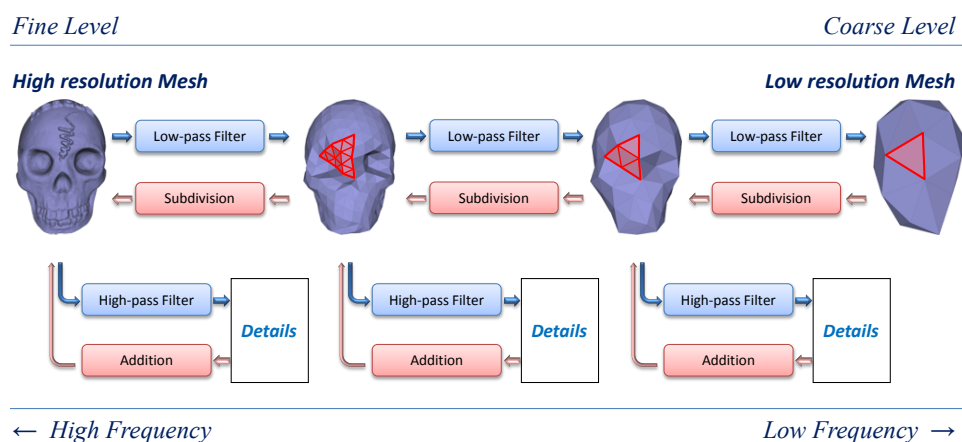 Fine Level
Coarse Level
High resolution Mesh
Low resolution Mesh
Low-pass Filter
Low-pass Filter
Low-pass Filter
Subdivision
Subdivision
Subdivision
High-pass Filter
Details
High-pass Filter
Details
High-pass Filter
Details
Addition
Addition
Addition
← High Frequency
Low Frequency →